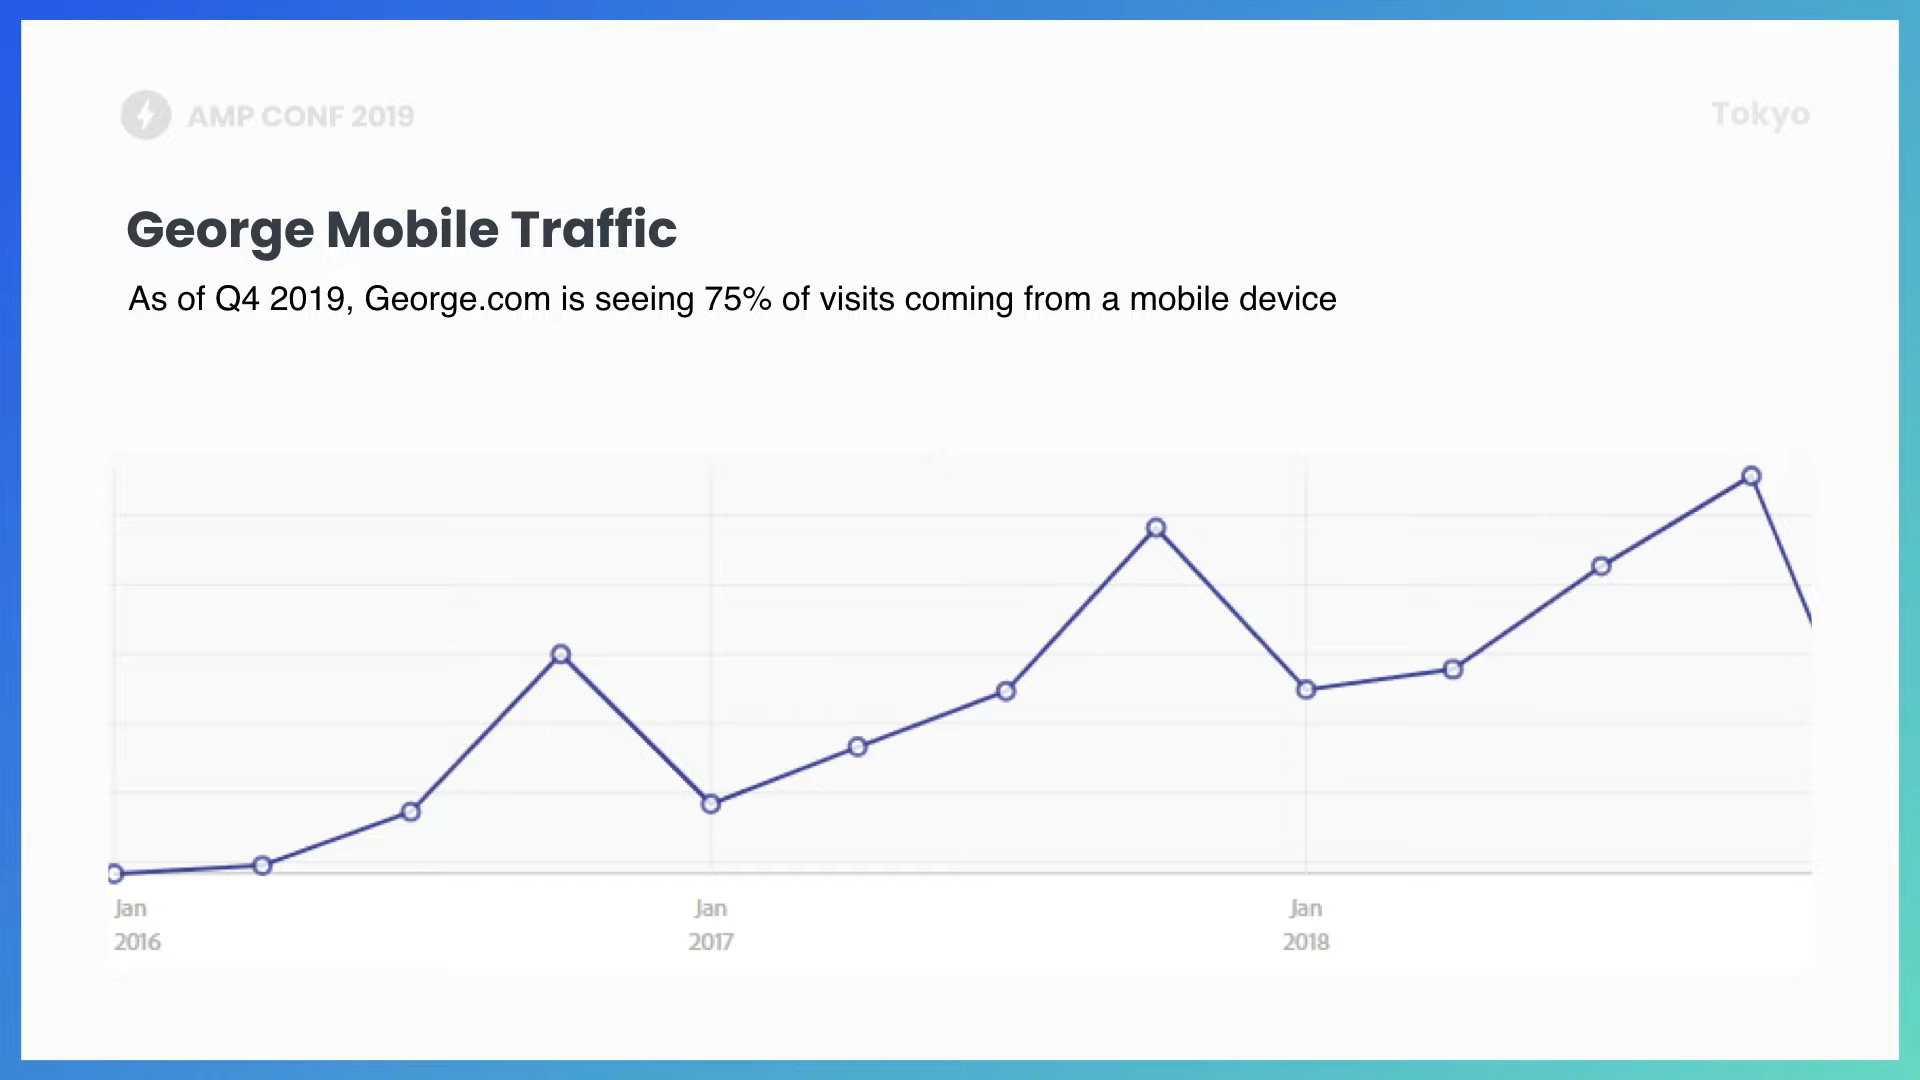 AMP CONF 2019
Tokyo
George Mobile Traffic
As of Q4 2019, George.com is seeing 75% of visits coming from a mobile device
Jan
2016
Jan
2017
Jan
2018